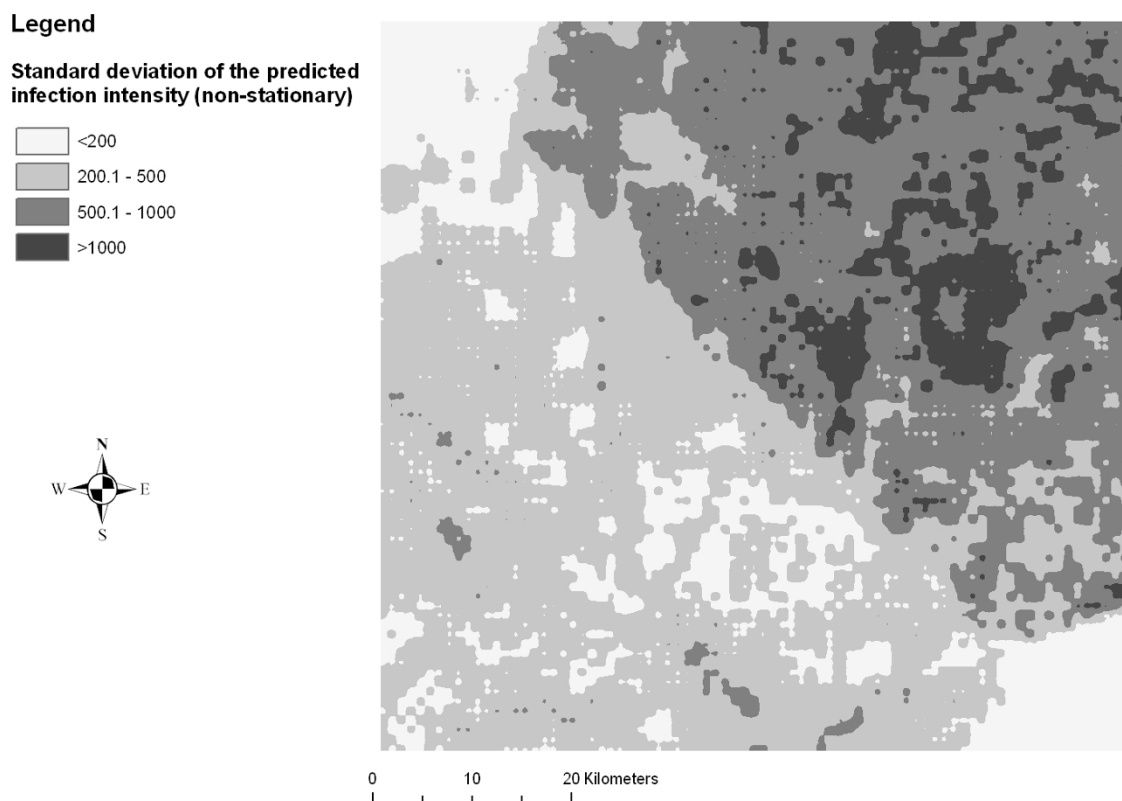 Legend
Standard deviation of the predicted
infection intensity (non-stationary)
<200
200.1 - 500
500.1 - 1000
>1000
N
W E
S
0 10 20 Kilometers